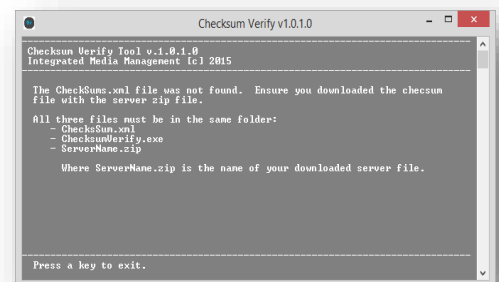 Checksum Verify v1.0.1.0
Checksum Verify Tool v.1.0.1.0
Integrated Media Management [c] 2015
The CheckSums.xml file was not found. Ensure you downloaded the checsum
file with the server zip file.
All three files must be in the same folder:
- ChecksSum.xml
- ChecksumVerify.exe
- ServerName.zip
Where ServerName.zip is the name of your downloaded server file.
Press a key to exit.